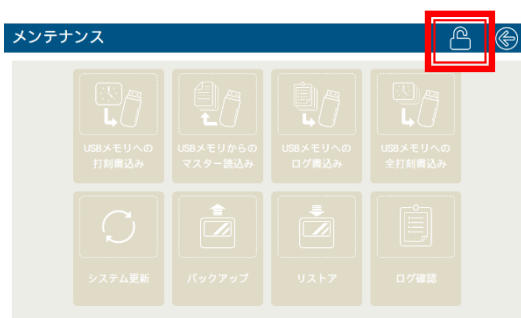 メンテナンス
USBメモリへの
打刻書込み
USBメモリからの
マスター読込み
USBメモリへの
ログ書込み
USBメモリへの
全打刻書込み
システム更新
バックアップ
リストア
ログ確認